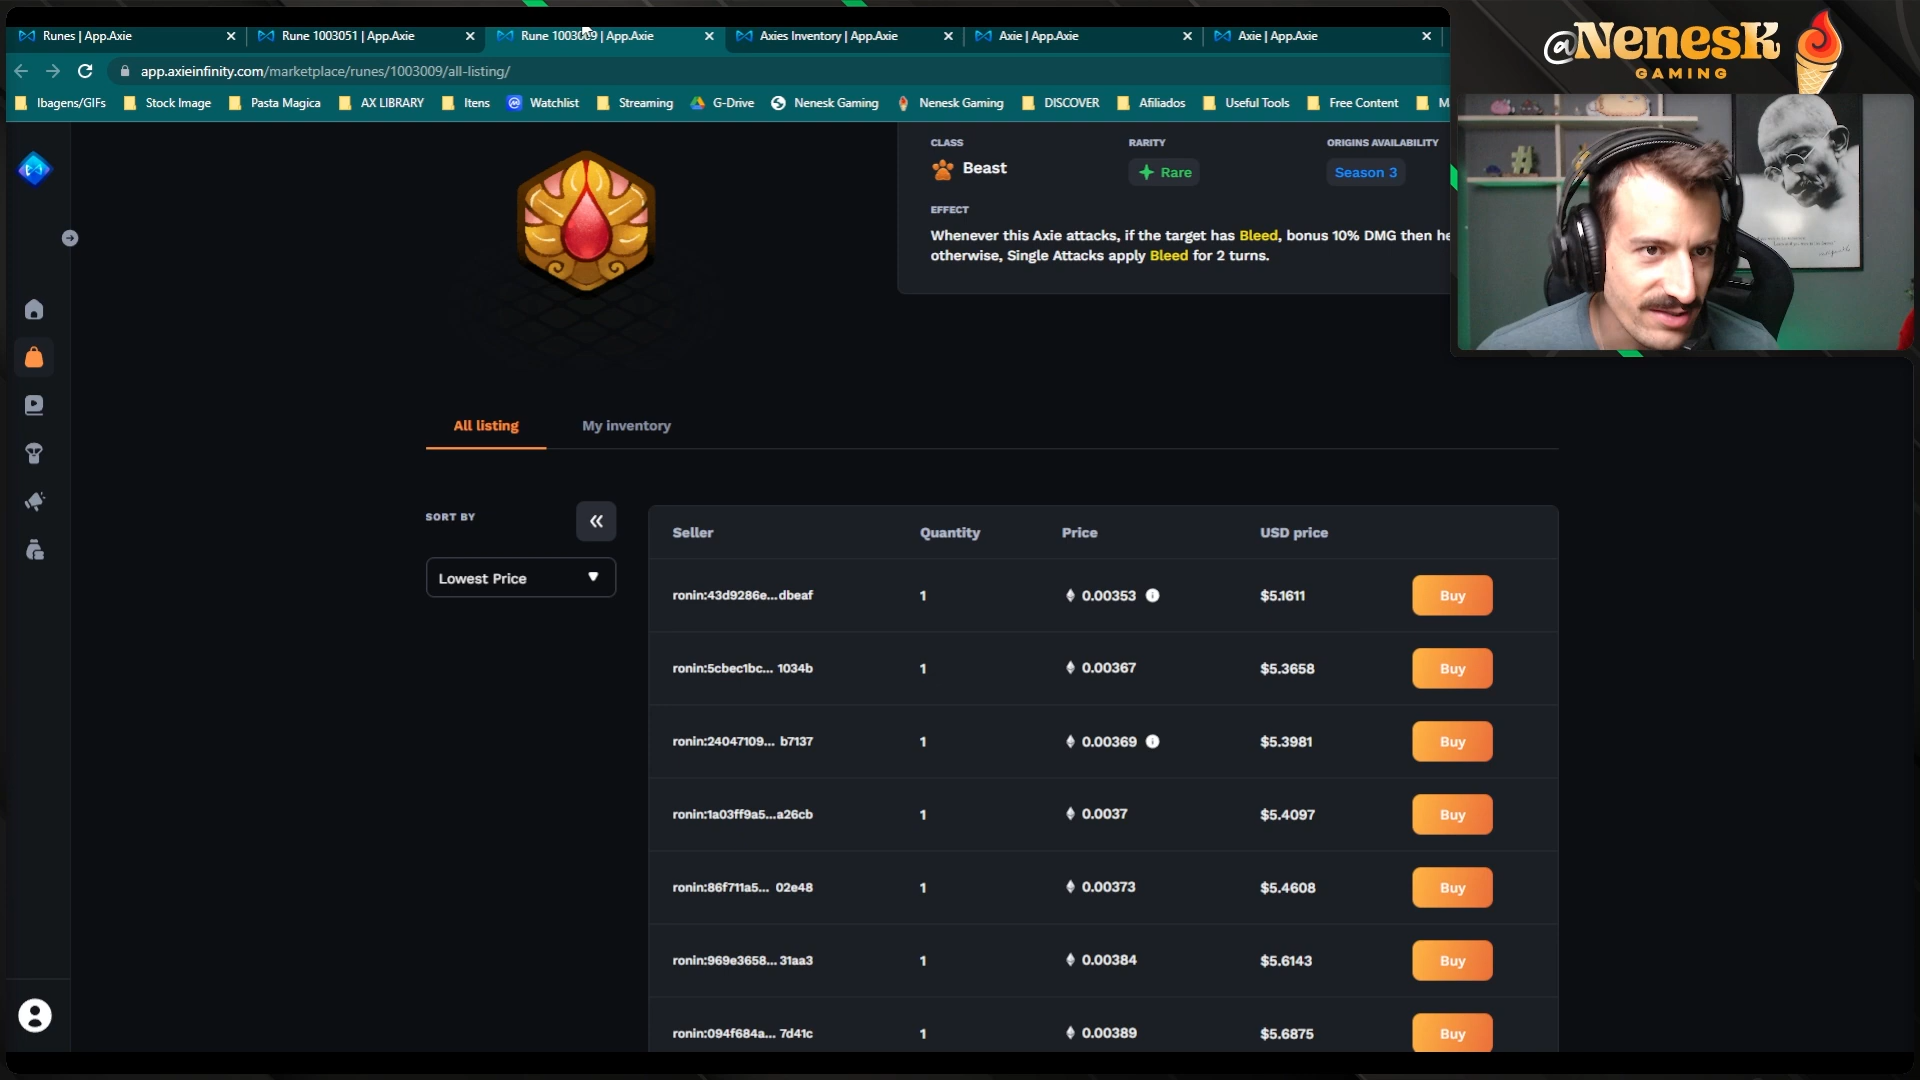 Runes | App.Axie
Rune 1003051 | App.Axie
Rune 1003009 | App.Axie
Axies Inventory | App.Axie
Axie | App.Axie
Axie | App.Axie
app.axieinfinity.com/marketplace/runes/1003009/all-listing/
Ibagens/GIFs
Stock Image
Pasta Magica
AX LIBRARY
Itens
Watchlist
Streaming
G-Drive
Nenesk Gaming
Nenesk Gaming
DISCOVER
Afiliados
Useful Tools
Free Content
M
@NenesK
GAMING
CLASS
RARITY
ORIGINS AVAILABILITY
Beast
Rare
Season 3
EFFECT
Whenever this Axie attacks, if the target has Bleed, bonus 10% DMG then he
otherwise, Single Attacks apply Bleed for 2 turns.
All listing
My inventory
SORT BY
Lowest Price
Seller Quantity Price USD price
ronin:43d9286e...dbeaf 1 0.00353 $5.1611 Buy
ronin:5cbec1bc... 1034b 1 0.00367 $5.3658 Buy
ronin:24047109... b7137 1 0.00369 $5.3981 Buy
ronin:1a03ff9a5...a26cb 1 0.0037 $5.4097 Buy
ronin:86f711a5... 02e48 1 0.00373 $5.4608 Buy
ronin:969e3658... 31aa3 1 0.00384 $5.6143 Buy
ronin:094f684a... 7d41c 1 0.00389 $5.6875 Buy